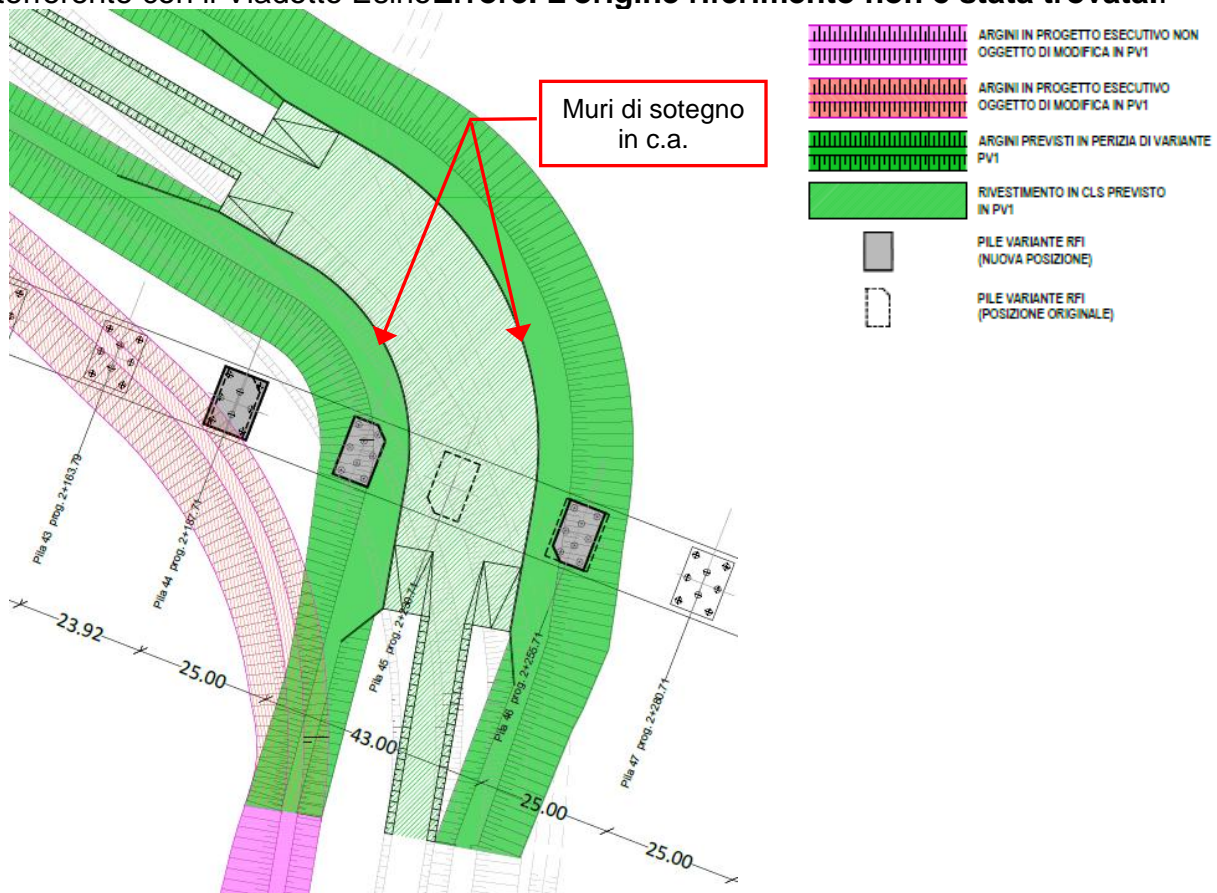 con il Viadotto Esino**Errore. L'origine riferimento non è stata trovata.**.
Muri di sotegno
in c.a.
ARGINI IN PROGETTO ESECUTIVO NON
OGGETTO DI MODIFICA IN PV1
ARGINI IN PROGETTO ESECUTIVO
OGGETTO DI MODIFICA IN PV1
ARGINI PREVISTI IN PERIZIA DI VARIANTE
PV1
RIVESTIMENTO IN CLS PREVISTO
IN PV1
PILE VARIANTE RFI
(NUOVA POSIZIONE)
PILE VARIANTE RFI
(POSIZIONE ORIGINALE)
Pila 43 prog. 2+163.79
Pila 44 prog. 2+187.71
Pila 45 prog. 2+230.71
Pila 46 prog. 2+255.71
Pila 47 prog. 2+280.71
23.92
25.00
43.00
25.00
25.00